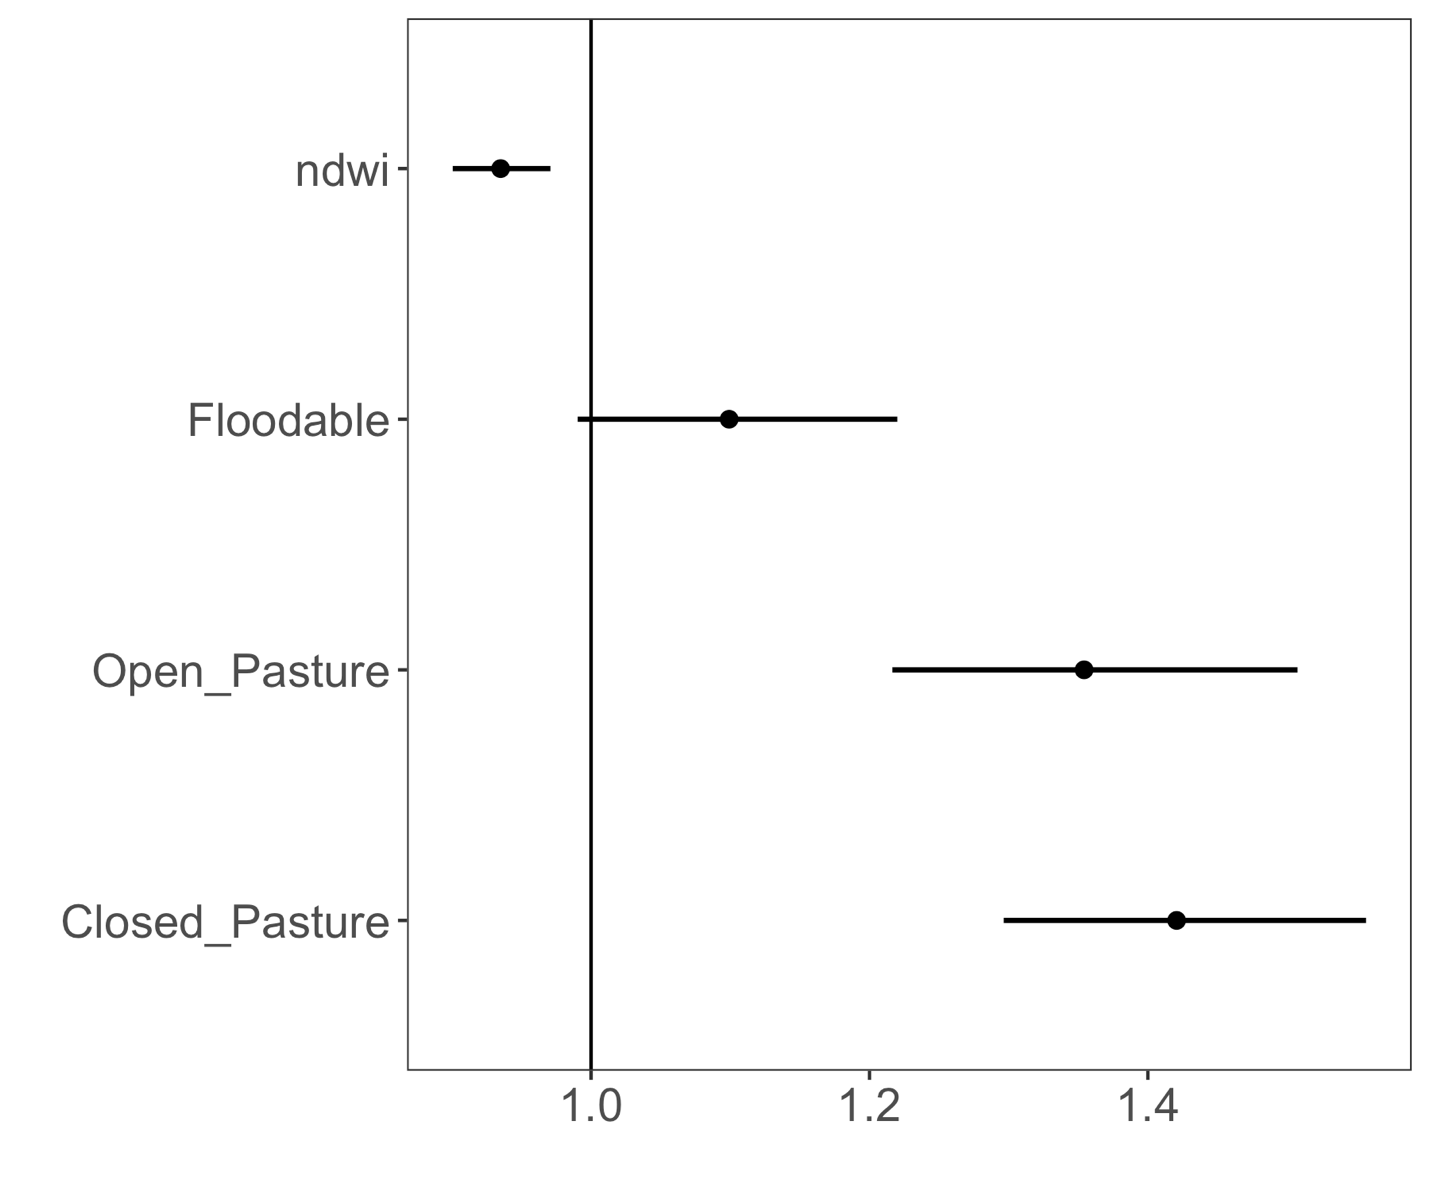 ndwi
Floodable
Open_Pasture
Closed_Pasture
1.0 1.2 1.4